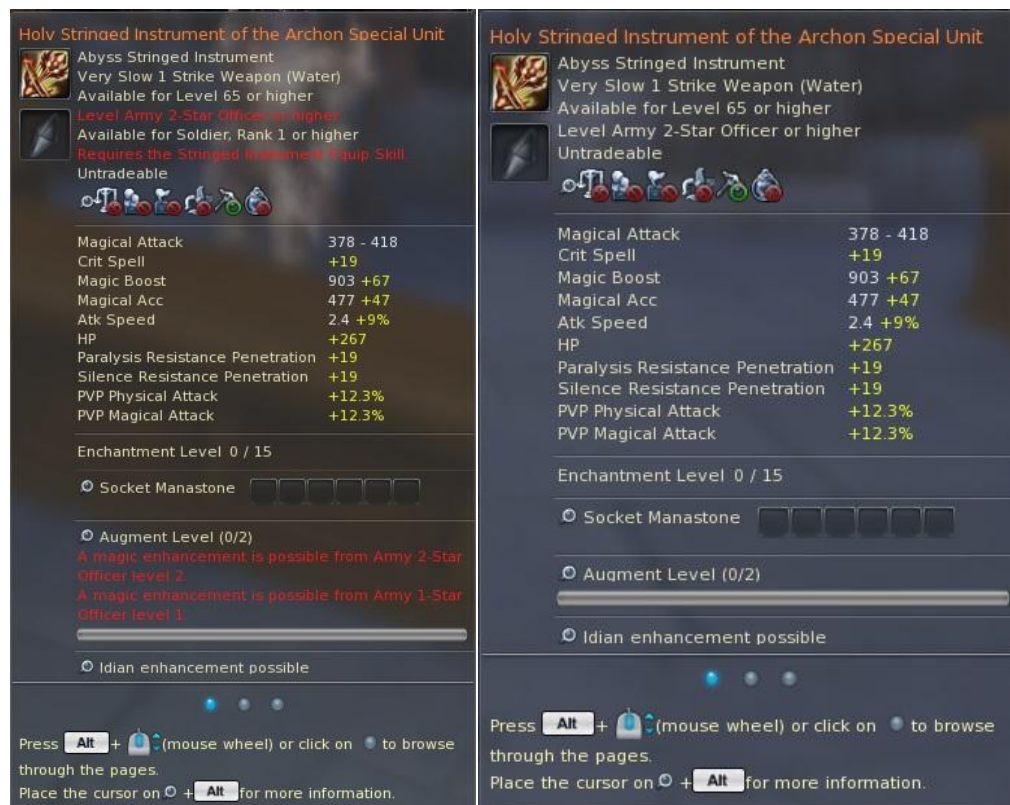 Holy Stringed Instrument of the Archon Special Unit
Abyss Stringed Instrument
Very Slow 1 Strike Weapon (Water)
Available for Level 65 or higher
Level Army 2-Star Officer or higher
Available for Soldier, Rank 1 or higher
Requires the Stringed Instrument Equip Skill.
Untradeable
Magical Attack 378 - 418
Crit Spell +19
Magic Boost 903 +67
Magical Acc 477 +47
Atk Speed 2.4 +9%
HP +267
Paralysis Resistance Penetration +19
Silence Resistance Penetration +19
PVP Physical Attack +12.3%
PVP Magical Attack +12.3%
Enchantment Level 0 / 15
Socket Manastone
Augment Level (0/2)
A magic enhancement is possible from Army 2-Star
Officer level 2.
A magic enhancement is possible from Army 1-Star
Officer level 1
Idian enhancement possible
Press Alt + (mouse wheel) or click on to browse
through the pages.
Place the cursor on + Alt for more information.
Holy Stringed Instrument of the Archon Special Unit
Abyss Stringed Instrument
Very Slow 1 Strike Weapon (Water)
Available for Level 65 or higher
Level Army 2-Star Officer or higher
Untradeable
Magical Attack 378 - 418
Crit Spell +19
Magic Boost 903 +67
Magical Acc 477 +47
Atk Speed 2.4 +9%
HP +267
Paralysis Resistance Penetration +19
Silence Resistance Penetration +19
PVP Physical Attack +12.3%
PVP Magical Attack +12.3%
Enchantment Level 0 / 15
Socket Manastone
Augment Level (0/2)
Idian enhancement possible
Press Alt + (mouse wheel) or click on to browse
through the pages.
Place the cursor on + Alt for more information.